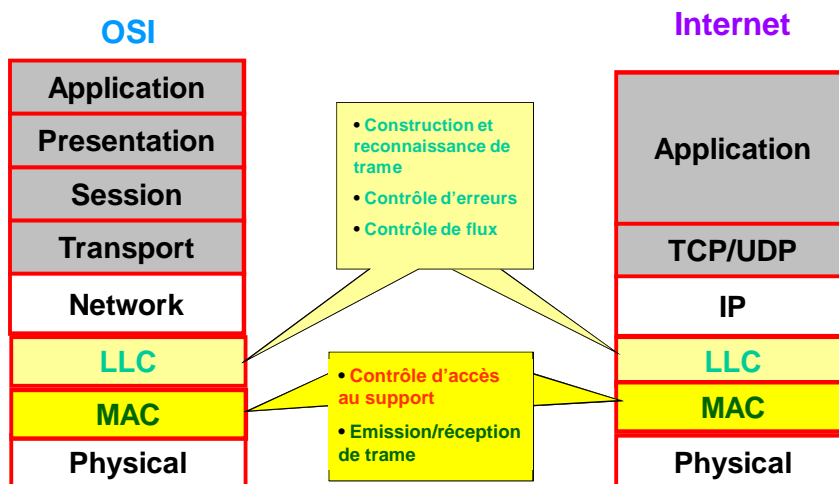 OSI
Application
Presentation
Session
Transport
Network
LLC
MAC
Physical
• Construction et
reconnaissance de
trame
• Contrôle d'erreurs
• Contrôle de flux
• Contrôle d'accès
au support
• Emission/réception
de trame
Internet
Application
TCP/UDP
IP
LLC
MAC
Physical